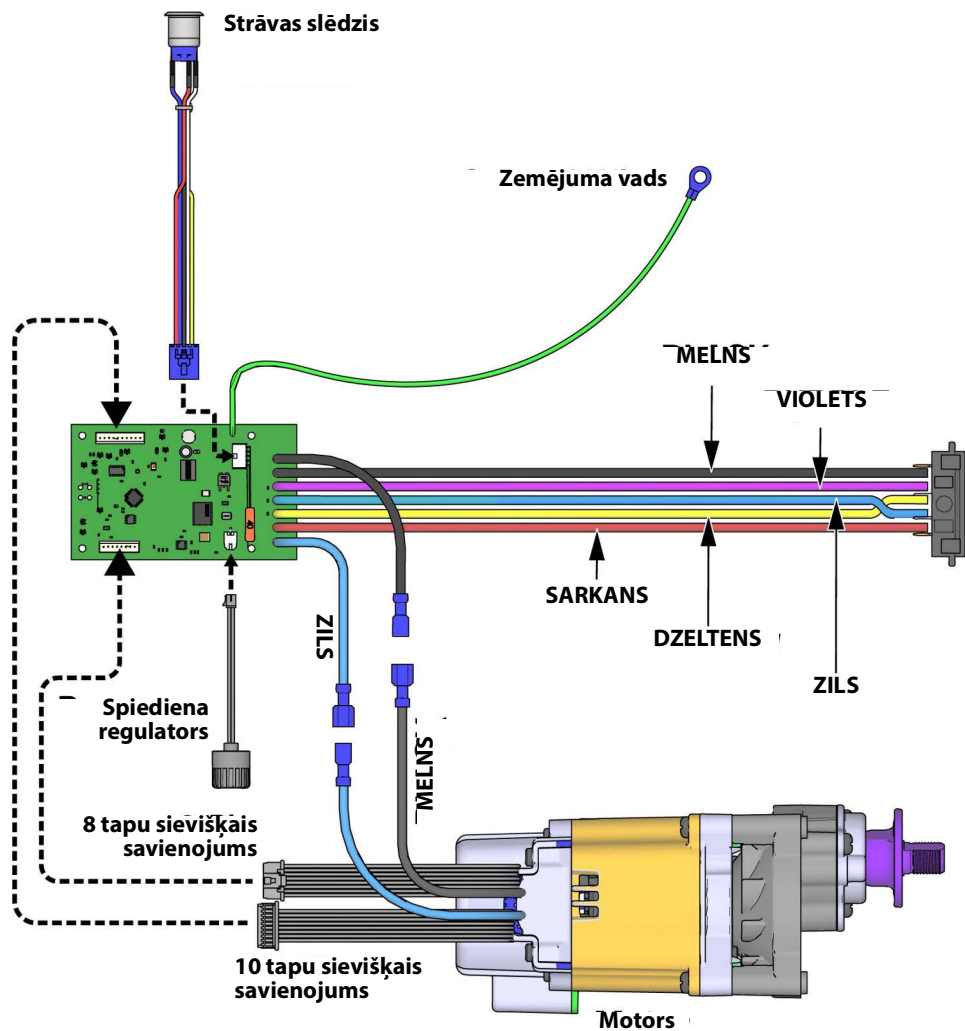 Strāvas slēdzis
Zemējuma vads
MELNS
VIOLETS
SARKANS
DZELTENS
ZILS
ZILS
MELNS
Spiediena
regulators
8 tapu sievišķais
savienojums
10 tapu sievišķais
savienojums
Motors